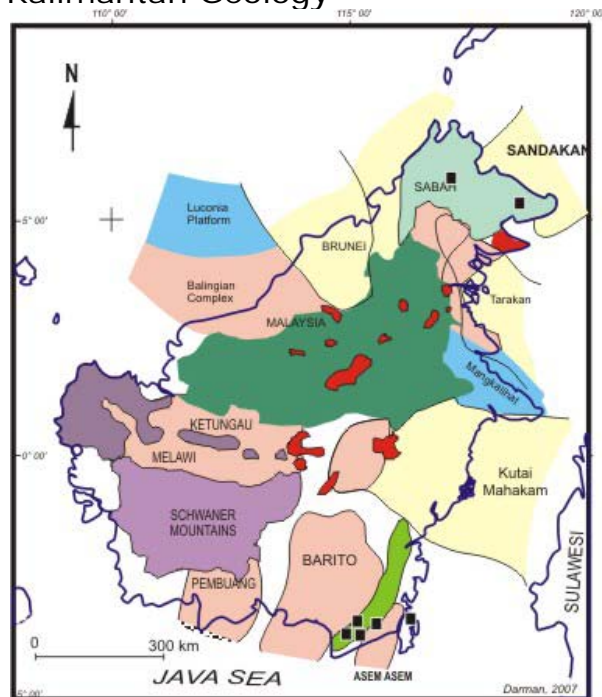 Kalimantan Geology
110° 00'
115° 00'
120° 00'
N
SANDAKAN
SABAH
Luconia
Platform
5° 00'
BRUNEI
Balingian
Complex
Tarakan
MALAYSIA
Mangkalihat
KETUNGAU
0° 00'
MELAWI
Kutai
Mahakam
SCHWANER
MOUNTAINS
SULAWESI
BARITO
PEMBUANG
0
300 km
ASEM ASEM
JAVA SEA
5° 00'
Darman, 2007